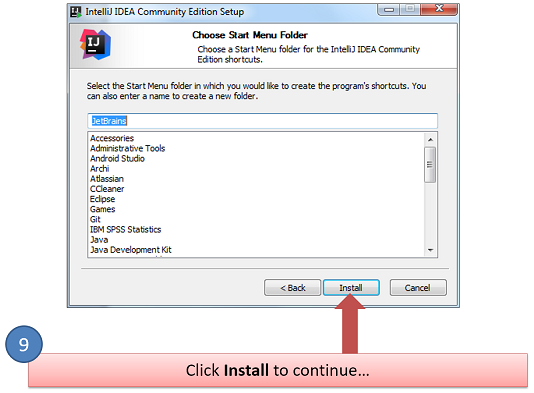 IntelliJ IDEA Community Edition Setup
IJ
Choose Start Menu Folder
Choose a Start Menu folder for the IntelliJ IDEA Community
Edition shortcuts.
Select the Start Menu folder in which you would like to create the program's shortcuts. You
can also enter a name to create a new folder.
JetBrains
Accessories
Administrative Tools
Android Studio
Archi
Atlassian
CCleaner
Eclipse
Games
Git
IBM SPSS Statistics
Java
Java Development Kit
< Back
Install
Cancel
9
Click Install to continue...